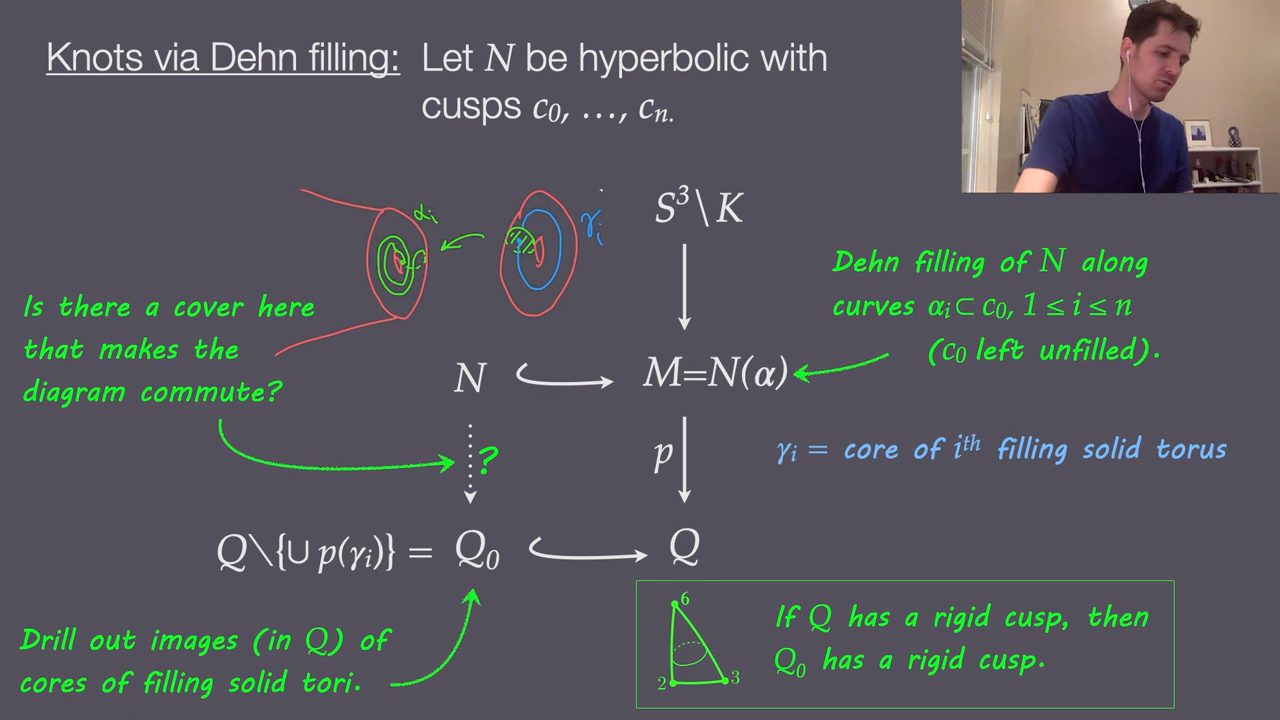 Knots via Dehn filling: Let N be hyperbolic with
cusps c₀, …, cₙ.
αᵢ
γᵢ
S³\K
Dehn filling of N along
curves αᵢ ⊂ c₀, 1 ≤ i ≤ n
(c₀ left unfilled).
Is there a cover here
that makes the
diagram commute?
N
M=N(α)
?
p
γᵢ = core of iᵗʰ filling solid torus
Q\{∪ p(γᵢ)} = Q₀
Q
Drill out images (in Q) of
cores of filling solid tori.
6
2
3
If Q has a rigid cusp, then
Q₀ has a rigid cusp.